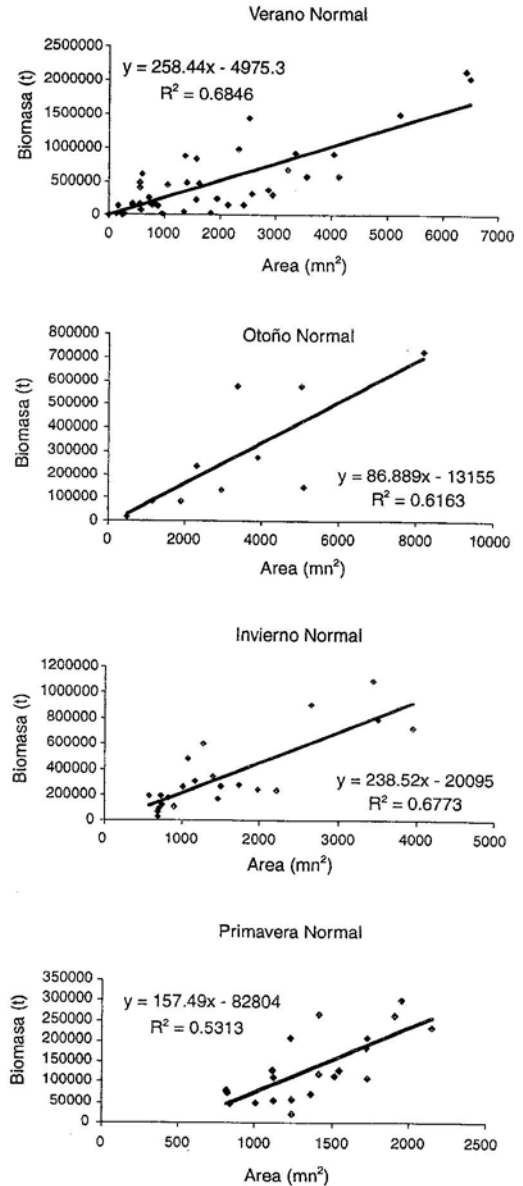 Verano Normal
Biomasa (t)
2500000
2000000
1500000
1000000
500000
0
y = 258.44x - 4975.3
R² = 0.6846
0 1000 2000 3000 4000 5000 6000 7000
Area (mn²)
Otoño Normal
Biomasa (t)
800000
700000
600000
500000
400000
300000
200000
100000
0
y = 86.889x - 13155
R² = 0.6163
0 2000 4000 6000 8000 10000
Area (mn²)
Invierno Normal
Biomasa (t)
1200000
1000000
800000
600000
400000
200000
0
y = 238.52x - 20095
R² = 0.6773
0 1000 2000 3000 4000 5000
Area (mn²)
Primavera Normal
Biomasa (t)
350000
300000
250000
200000
150000
100000
50000
0
y = 157.49x - 82804
R² = 0.5313
0 500 1000 1500 2000 2500
Area (mn²)